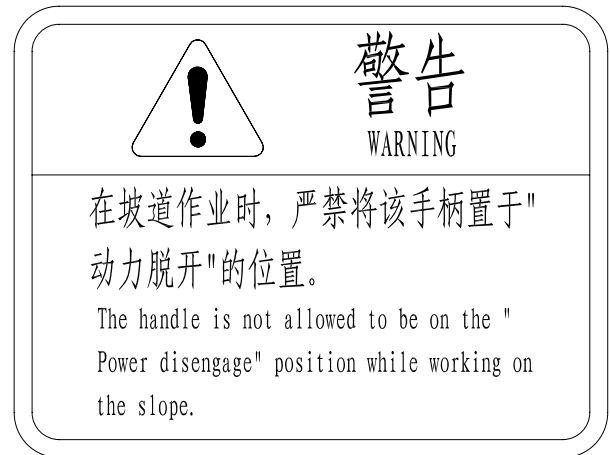 警告
WARNING
在坡道作业时，严禁将该手柄置于"
动力脱开"的位置。
The handle is not allowed to be on the "
Power disengage" position while working on
the slope.